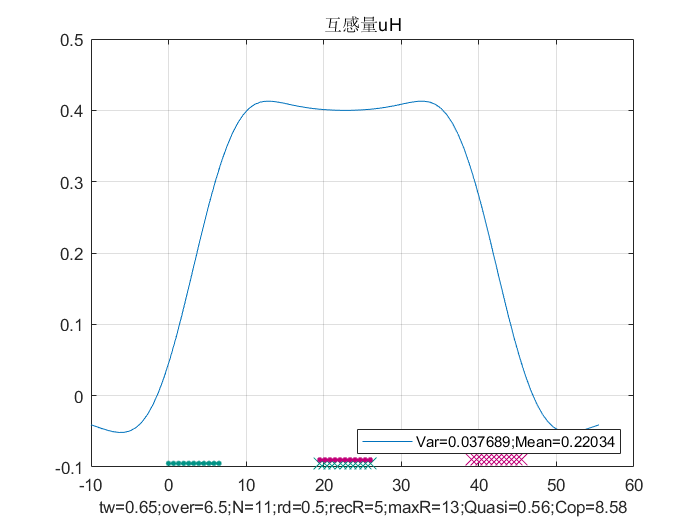 互感量uH
0.5
0.4
0.3
0.2
0.1
0
-0.1
Var=0.037689;Mean=0.22034
-10 0 10 20 30 40 50 60
tw=0.65;over=6.5;N=11;rd=0.5;recR=5;maxR=13;Quasi=0.56;Cop=8.58